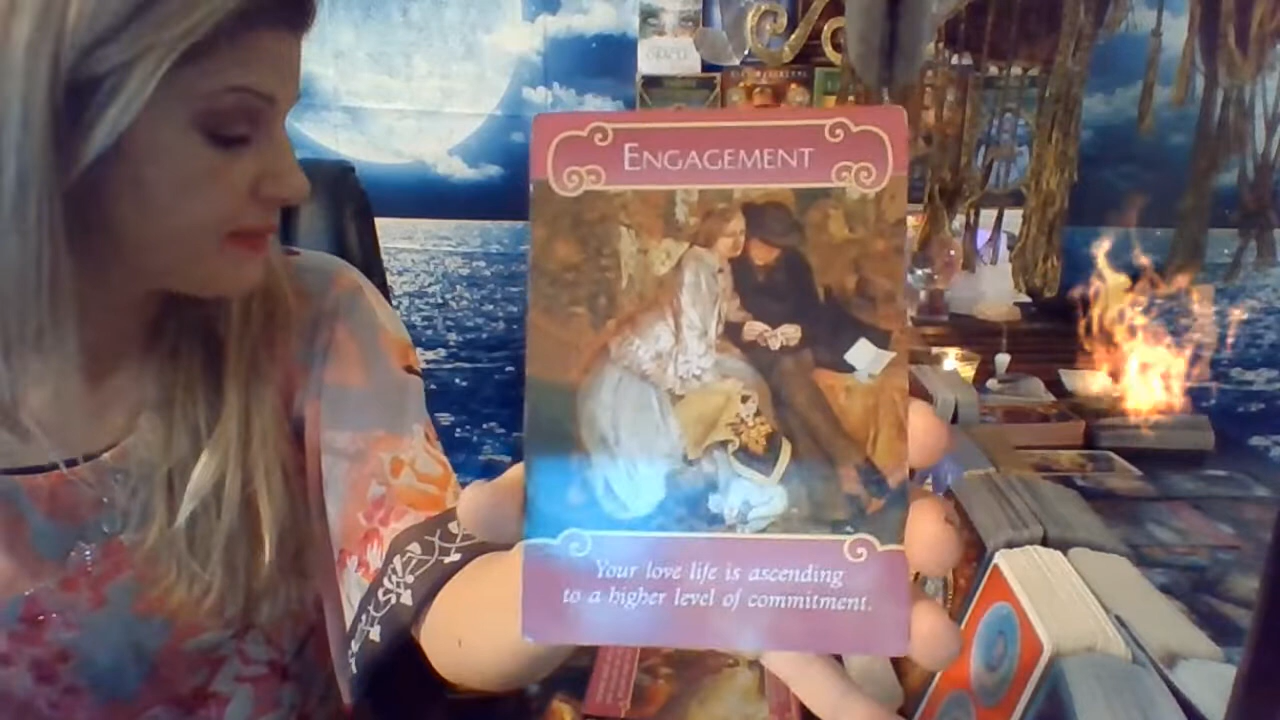 ENGAGEMENT
Your love life is ascending
to a higher level of commitment.